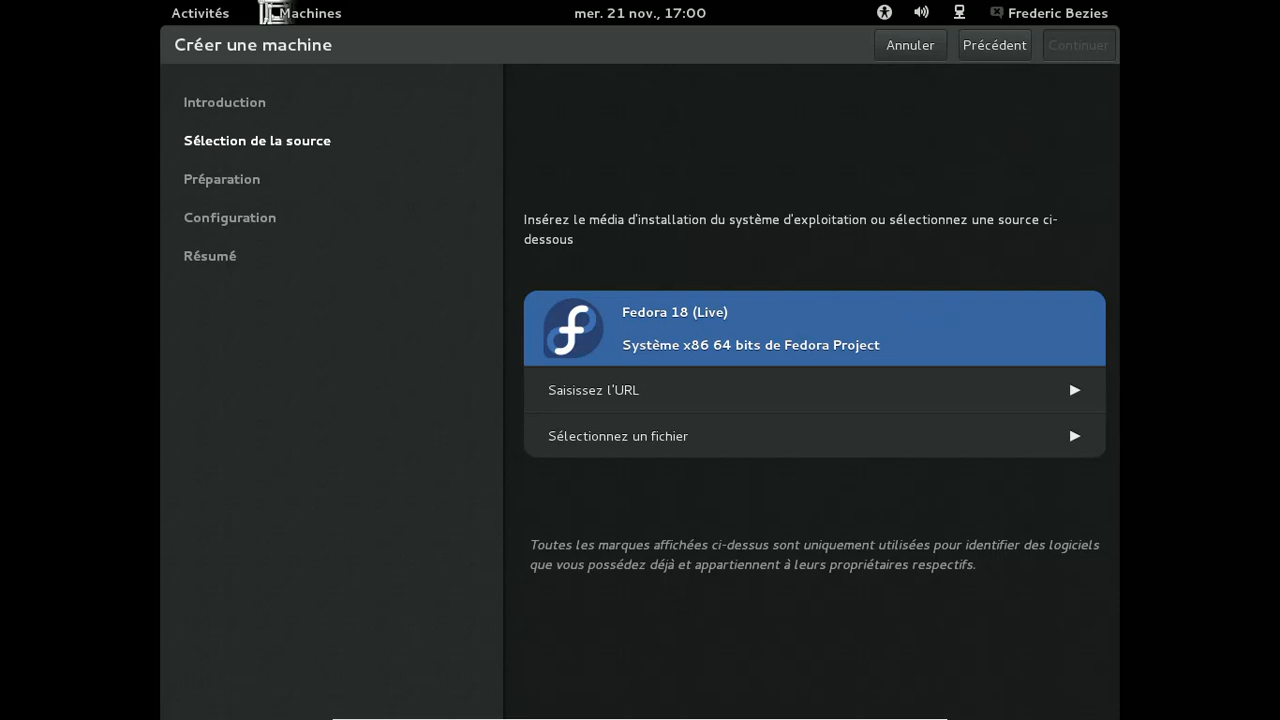 Activités
Machines
mer. 21 nov., 17:00
Frederic Bezies
Créer une machine
Annuler
Précédent
Continuer
Introduction
Sélection de la source
Préparation
Configuration
Résumé
Insérez le média d'installation du système d'exploitation ou sélectionnez une source ci-
dessous
Fedora 18 (Live)
Système x86 64 bits de Fedora Project
Saisissez l'URL
Sélectionnez un fichier
Toutes les marques affichées ci-dessus sont uniquement utilisées pour identifier des logiciels
que vous possédez déjà et appartiennent à leurs propriétaires respectifs.